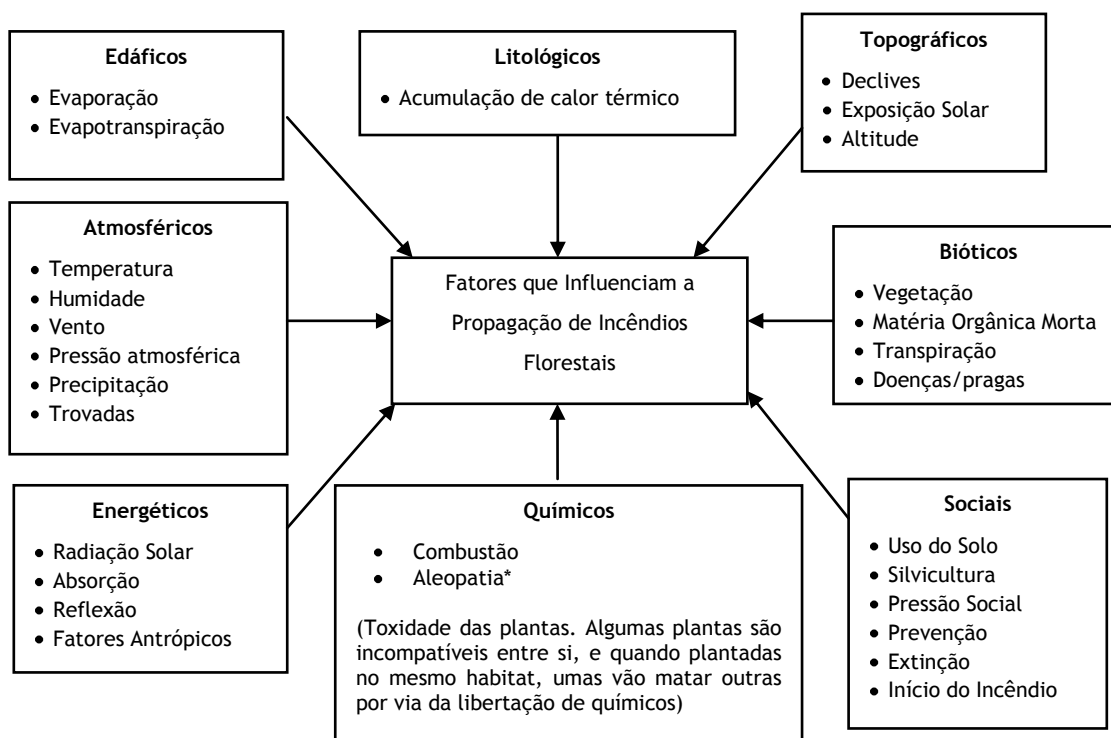 Edáficos
• Evaporação
• Evapotranspiração
Litológicos
• Acumulação de calor térmico
Topográficos
• Declives
• Exposição Solar
• Altitude
Atmosféricos
• Temperatura
• Humidade
• Vento
• Pressão atmosférica
• Precipitação
• Trovadas
Fatores que Influenciam a
Propagação de Incêndios
Florestais
Bióticos
• Vegetação
• Matéria Orgânica Morta
• Transpiração
• Doenças/pragas
Energéticos
• Radiação Solar
• Absorção
• Reflexão
• Fatores Antrópicos
Químicos
• Combustão
• Aleopatia*
(Toxidade das plantas. Algumas plantas são
incompatíveis entre si, e quando plantadas
no mesmo habitat, umas vão matar outras
por via da libertação de químicos)
Sociais
• Uso do Solo
• Silvicultura
• Pressão Social
• Prevenção
• Extinção
• Início do Incêndio